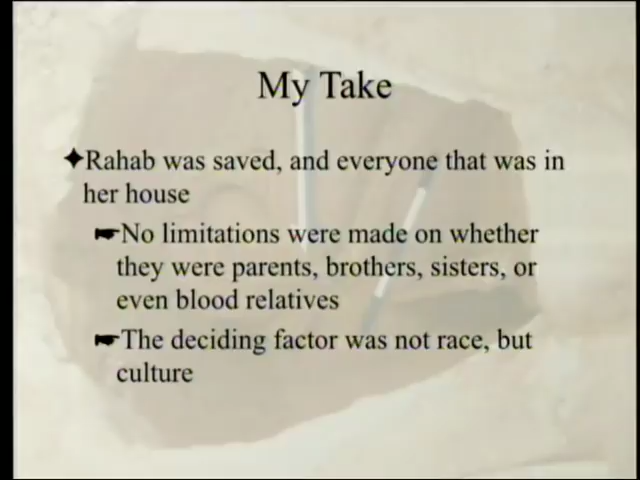 My Take
Rahab was saved, and everyone that was in
her house
No limitations were made on whether
they were parents, brothers, sisters, or
even blood relatives
The deciding factor was not race, but
culture